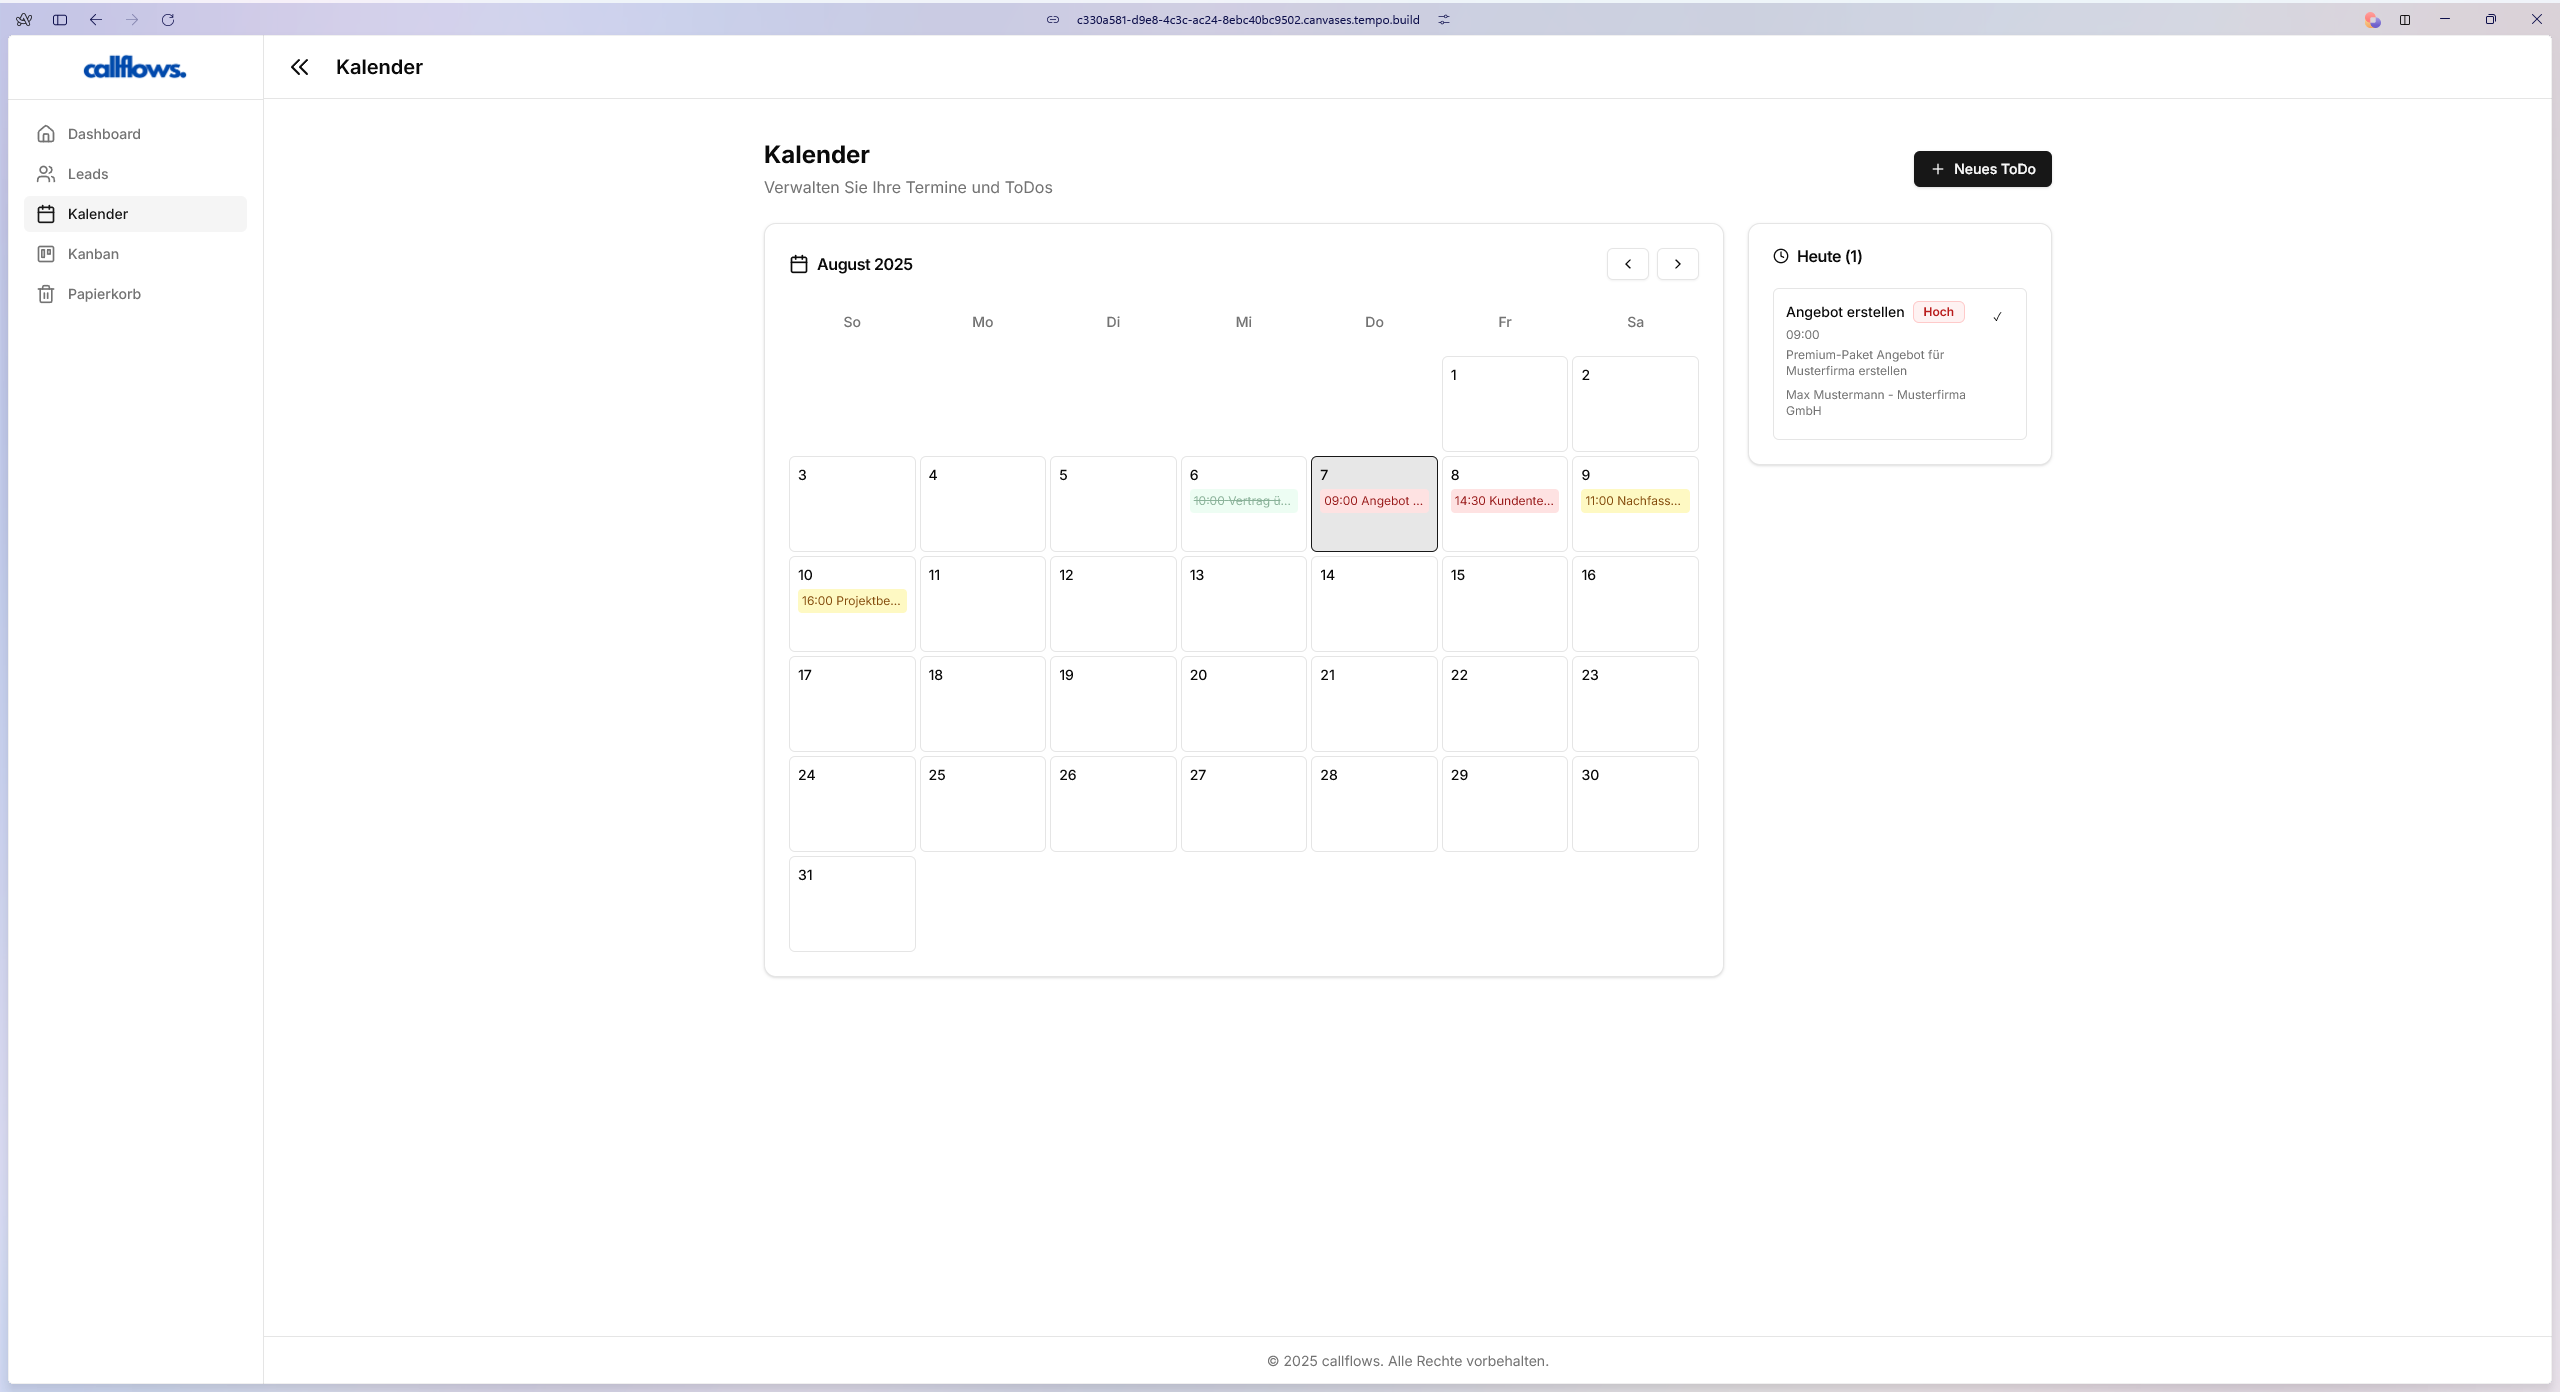 c330a581-d9e8-4c3c-ac24-8ebc40bc9502.canvases.tempo.build
callflows.
Dashboard
Leads
Kalender
Kanban
Papierkorb
Kalender
Kalender
Verwalten Sie Ihre Termine und ToDos
Neues ToDo
August 2025
So Mo Di Mi Do Fr Sa
1 2
3 4 5 6 7 8 9
10:00 Vertrag ü... 09:00 Angebot ... 14:30 Kundente... 11:00 Nachfass...
10 11 12 13 14 15 16
16:00 Projektbe...
17 18 19 20 21 22 23
24 25 26 27 28 29 30
31
Heute (1)
Angebot erstellen Hoch ✓
09:00
Premium-Paket Angebot für
Musterfirma erstellen
Max Mustermann - Musterfirma
GmbH
© 2025 callflows. Alle Rechte vorbehalten.